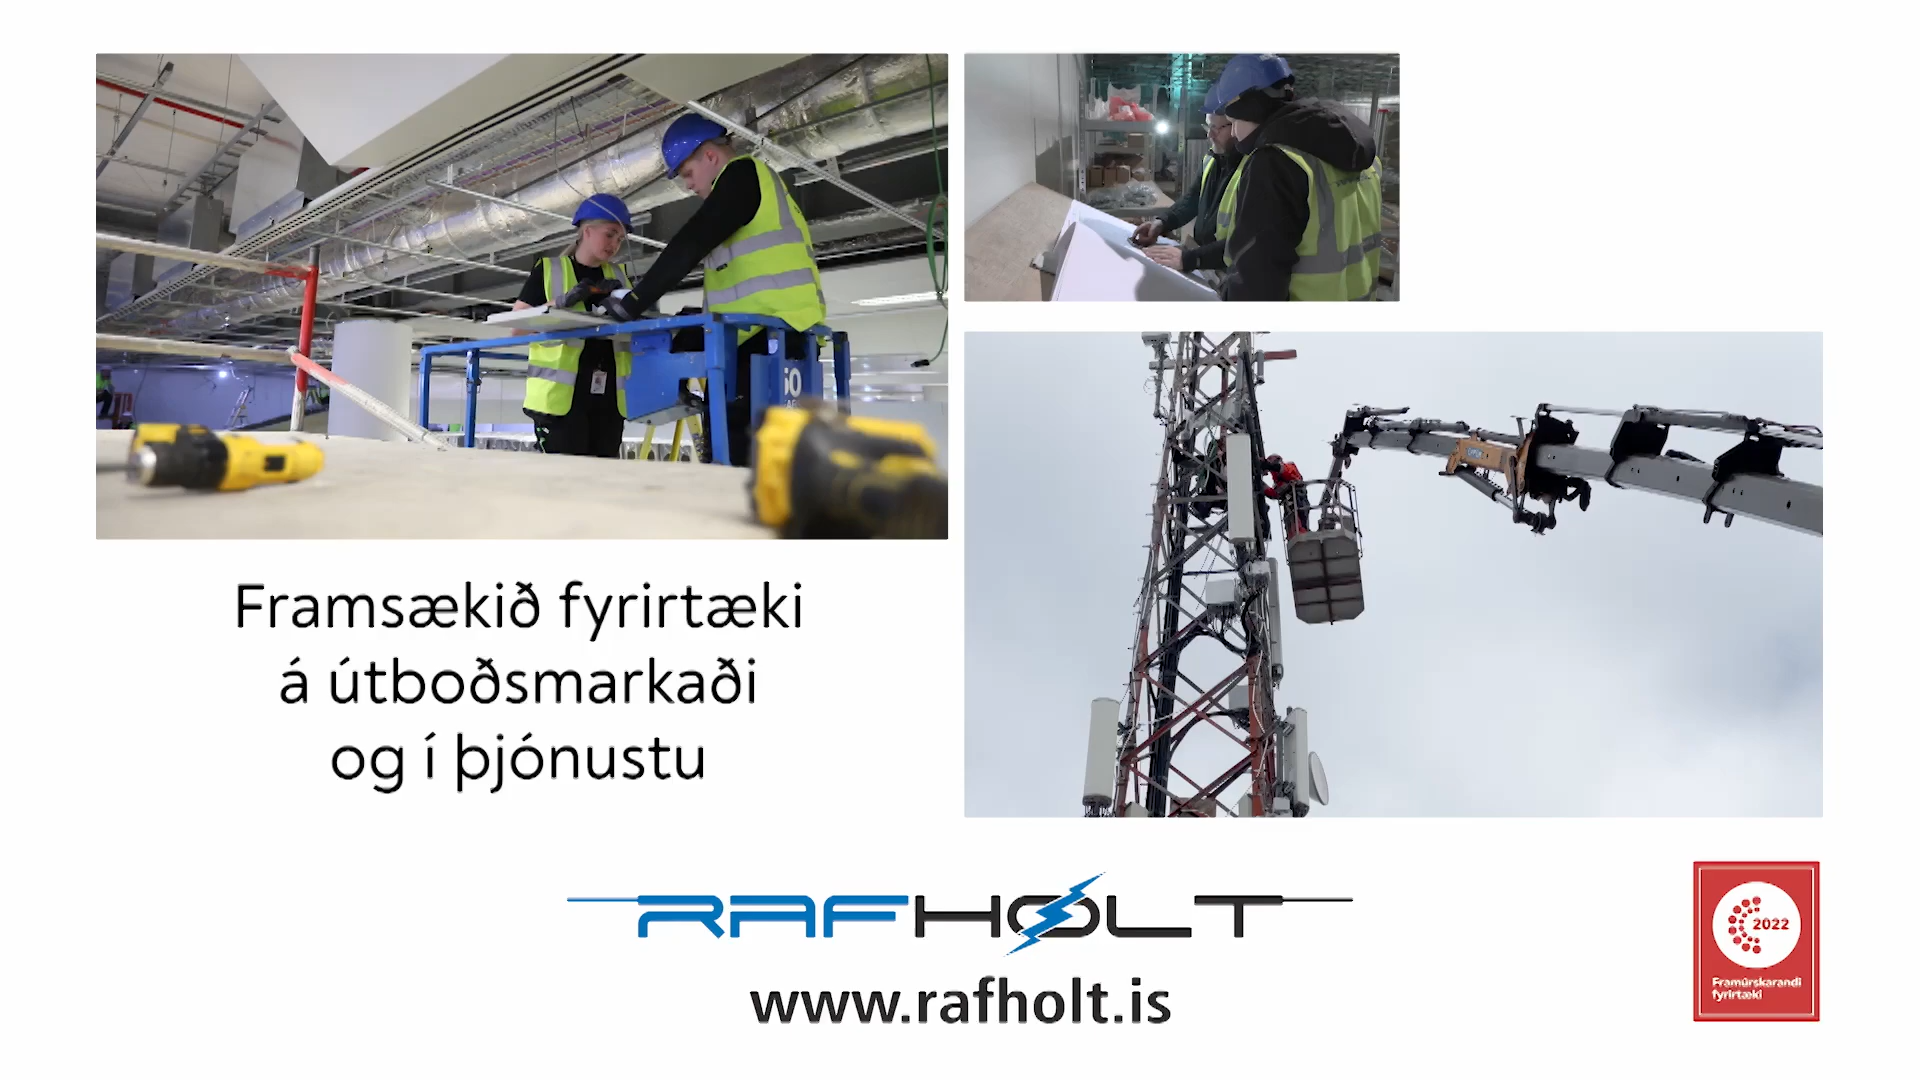 Framsækið fyrirtæki
á útboðsmarkaði
og í þjónustu
RAFHOLT
www.rafholt.is
2022
Framúrskarandi
fyrirtæki